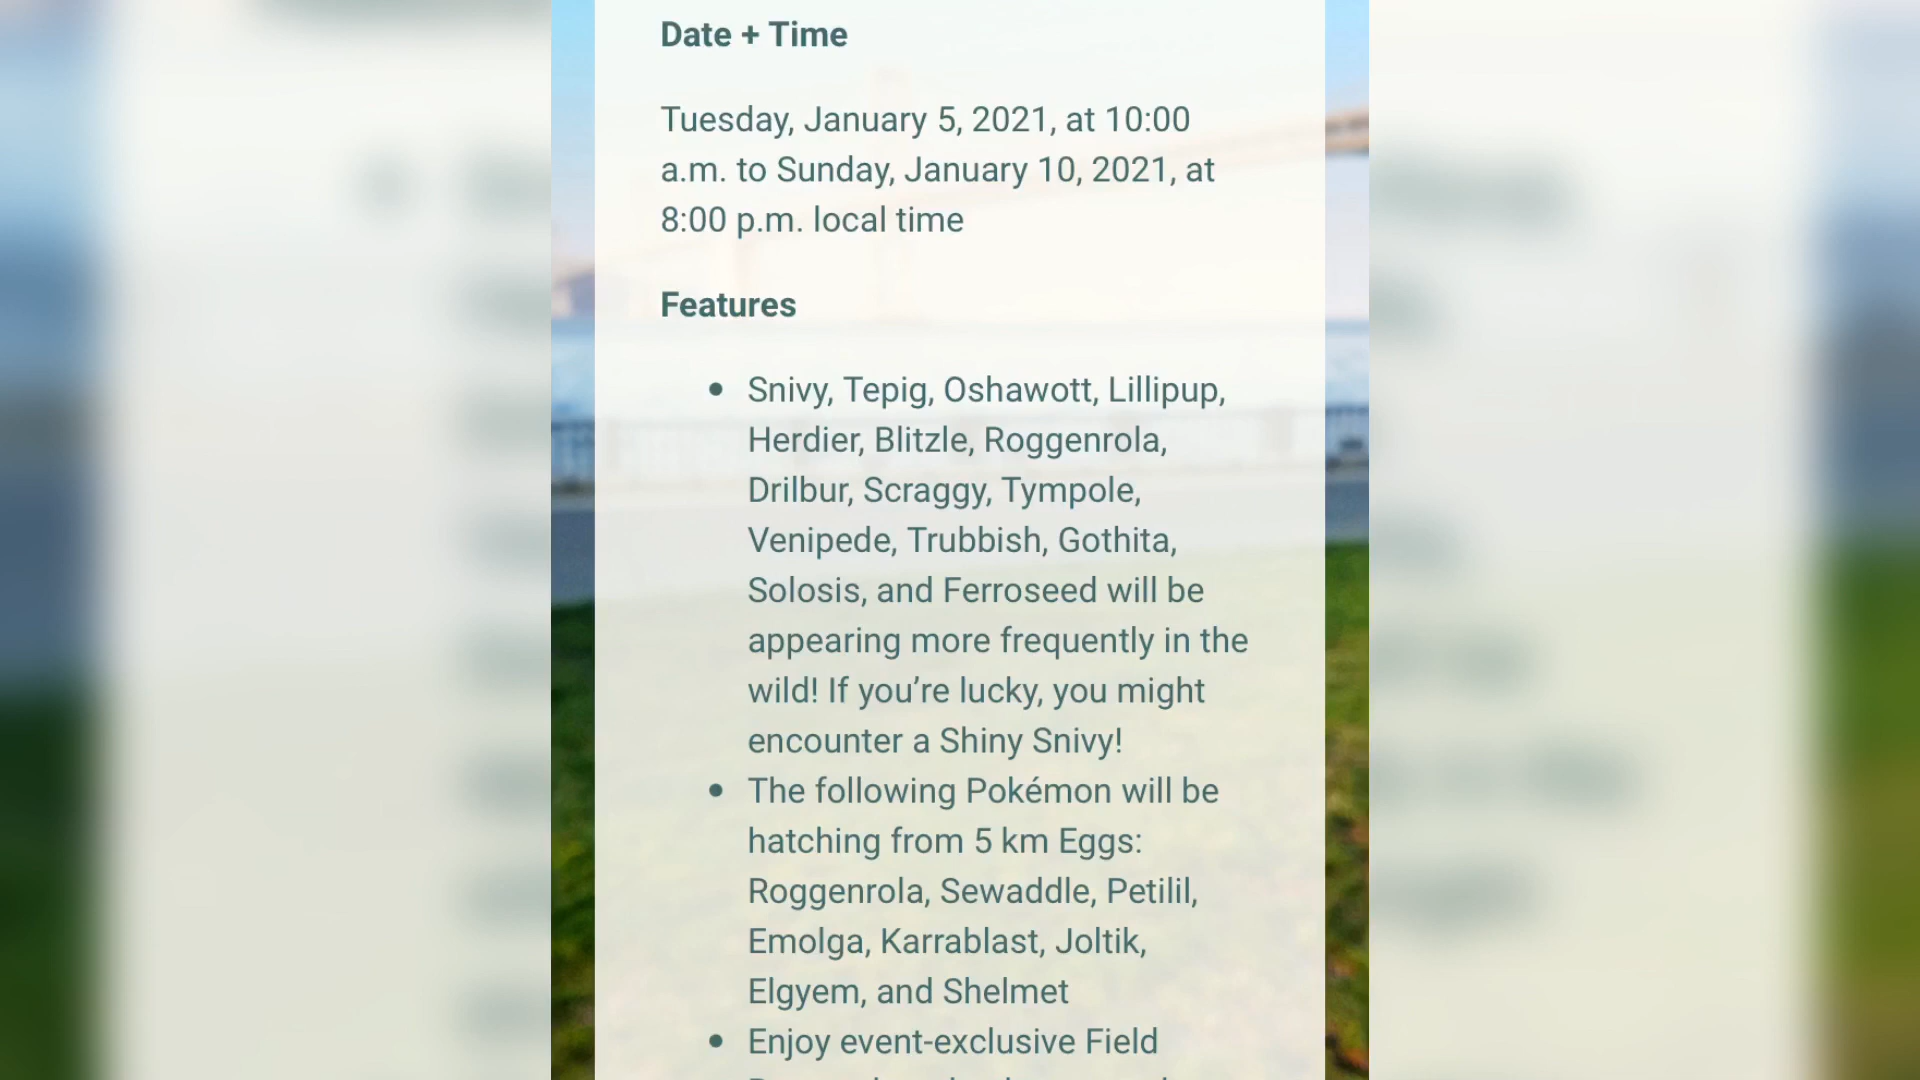 Date + Time
Tuesday, January 5, 2021, at 10:00
a.m. to Sunday, January 10, 2021, at
8:00 p.m. local time
Features
• Snivy, Tepig, Oshawott, Lillipup,
Herdier, Blitzle, Roggenrola,
Drilbur, Scraggy, Tympole,
Venipede, Trubbish, Gothita,
Solosis, and Ferroseed will be
appearing more frequently in the
wild! If you’re lucky, you might
encounter a Shiny Snivy!
• The following Pokémon will be
hatching from 5 km Eggs:
Roggenrola, Sewaddle, Petilil,
Emolga, Karrablast, Joltik,
Elgyem, and Shelmet
• Enjoy event-exclusive Field